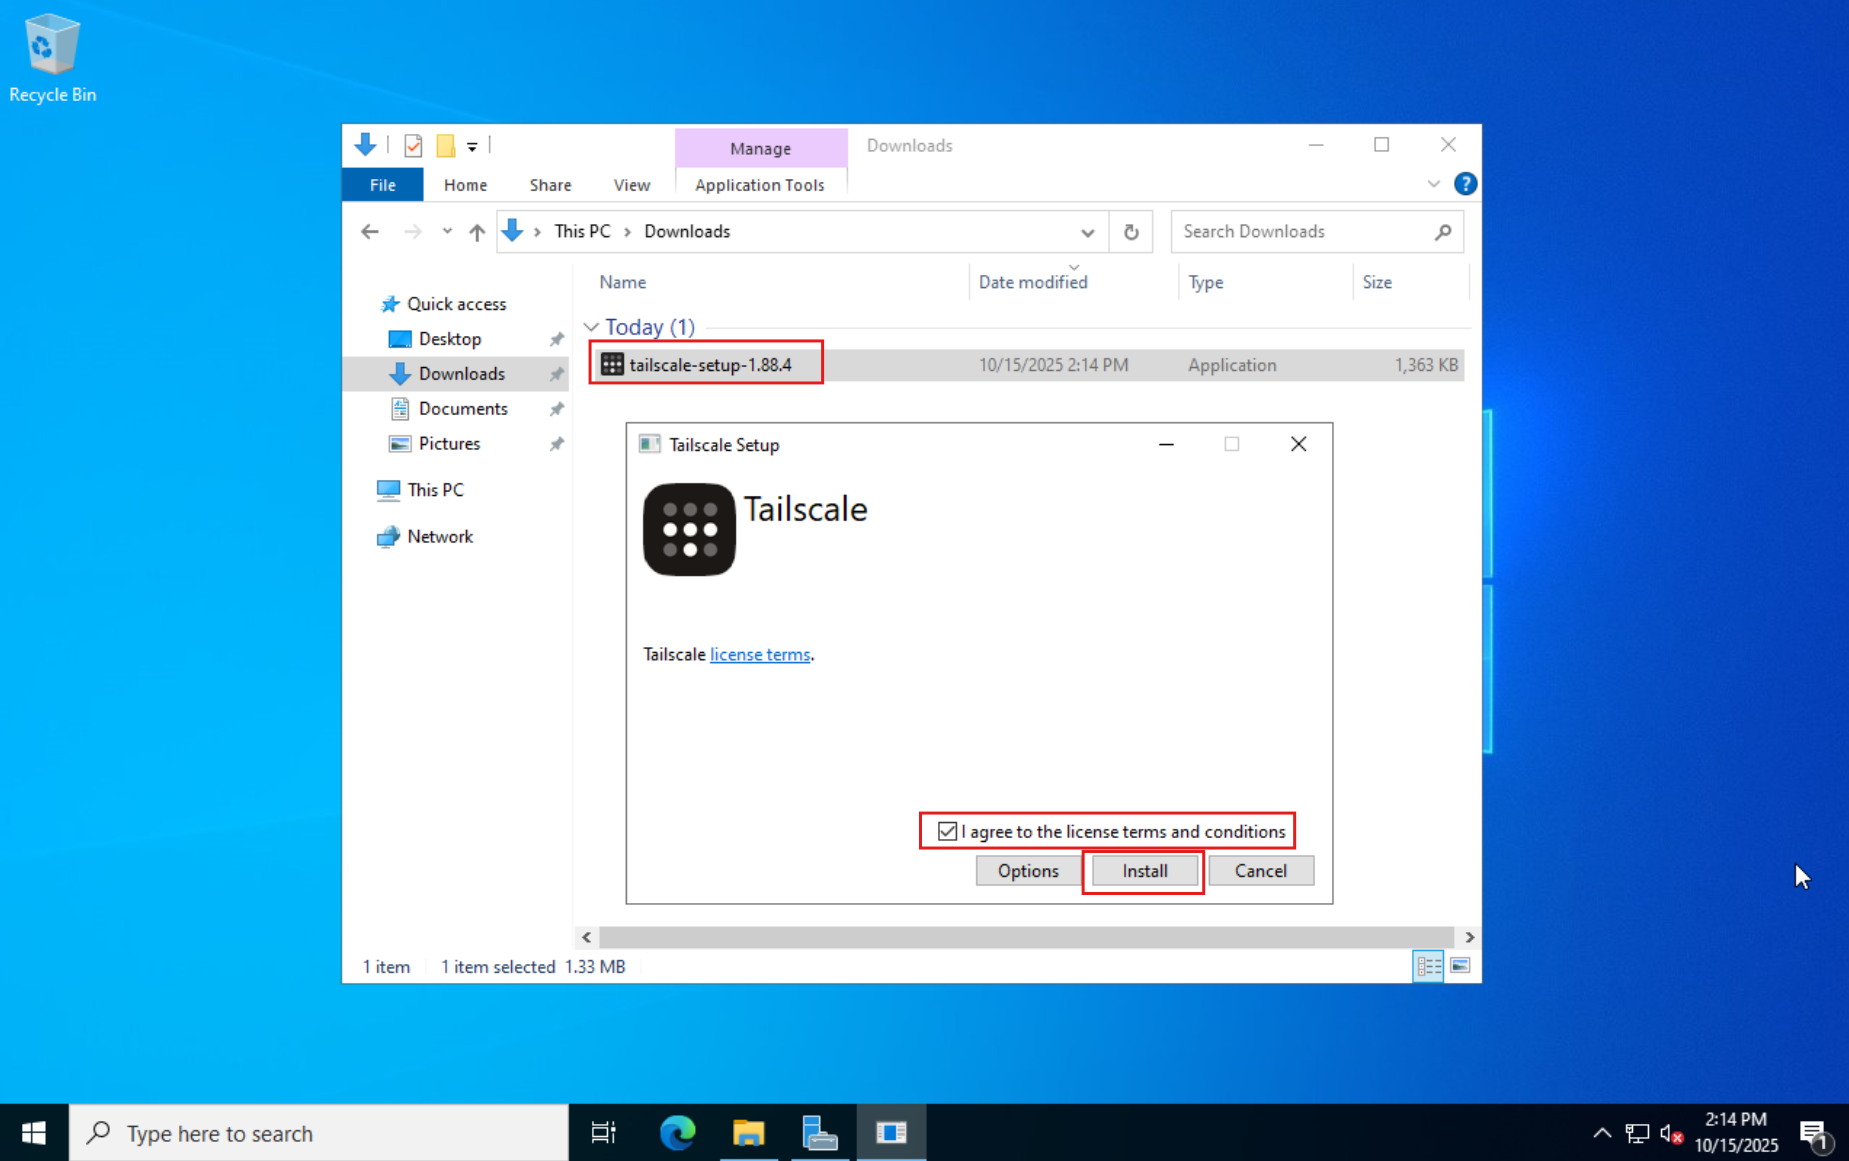 Recycle Bin
Manage
Downloads
File
Home
Share
View
Application Tools
?
This PC
Downloads
Search Downloads
Name
Date modified
Type
Size
Quick access
Desktop
Downloads
Documents
Pictures
This PC
Network
Today (1)
tailscale-setup-1.88.4
10/15/2025 2:14 PM
Application
1,363 KB
Tailscale Setup
Tailscale
Tailscale license terms.
I agree to the license terms and conditions
Options
Install
Cancel
1 item
1 item selected 1.33 MB
Type here to search
2:14 PM
10/15/2025
1